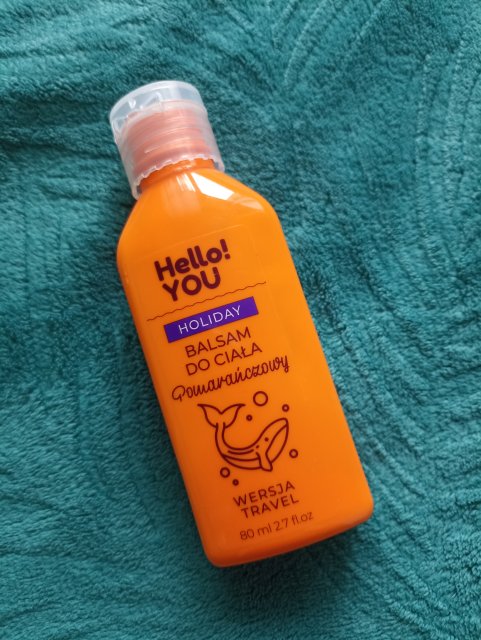 Hello!
YOU
HOLIDAY
BALSAM
DO CIAŁA
Pomarańczowy
WERSJA
TRAVEL
80 ml 2.7 fl.oz